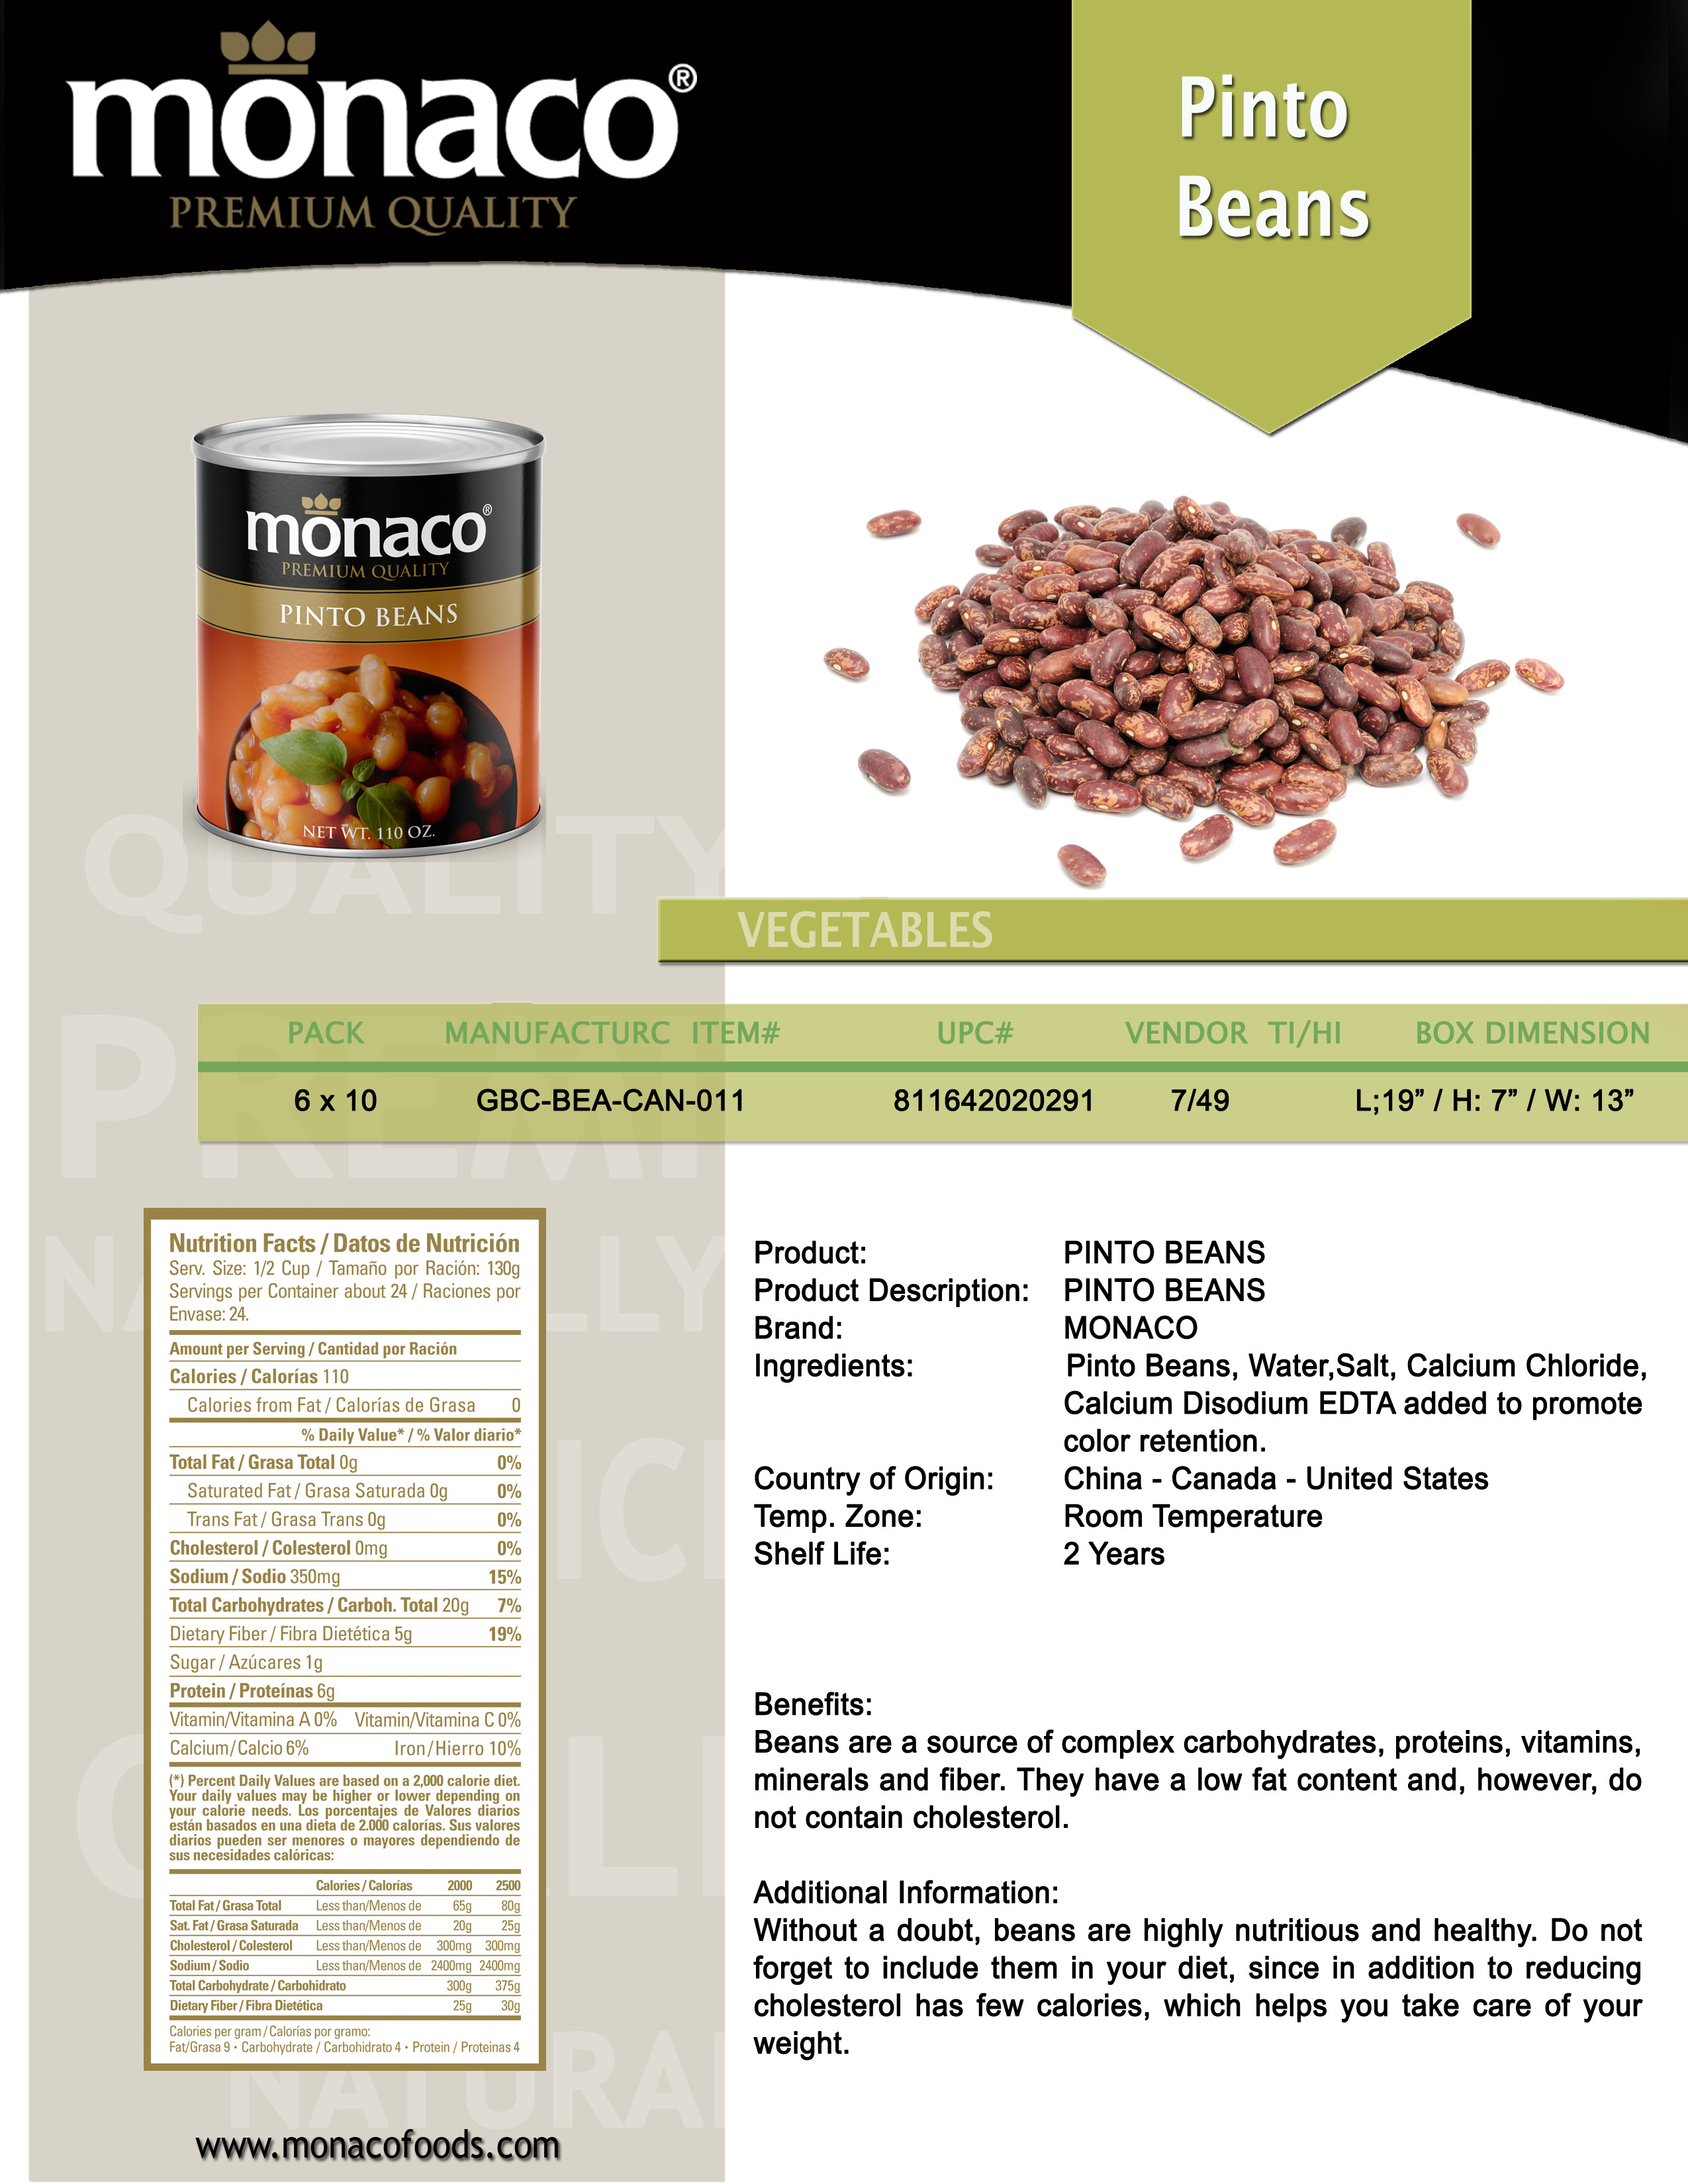 monaco®
PREMIUM QUALITY
Pinto
Beans
monaco®
PREMIUM QUALITY
PINTO BEANS
NET WT. 110 OZ.
QUALITY
VEGETABLES
PREMI
PACK MANUFACTURC ITEM# UPC# VENDOR TI/HI BOX DIMENSION
6 x 10 GBC-BEA-CAN-011 811642020291 7/49 L;19” / H: 7” / W: 13”
Nutrition Facts / Datos de Nutrición
Serv. Size: 1/2 Cup / Tamaño por Ración: 130g
Servings per Container about 24 / Raciones por
Envase: 24.
Amount per Serving / Cantidad por Ración
Calories / Calorías 110
Calories from Fat / Calorías de Grasa 0
% Daily Value* / % Valor diario*
Total Fat / Grasa Total 0g 0%
Saturated Fat / Grasa Saturada 0g 0%
Trans Fat / Grasa Trans 0g 0%
Cholesterol / Colesterol 0mg 0%
Sodium / Sodio 350mg 15%
Total Carbohydrates / Carboh. Total 20g 7%
Dietary Fiber / Fibra Dietética 5g 19%
Sugar / Azúcares 1g
Protein / Proteínas 6g
Vitamin/Vitamina A 0% Vitamin/Vitamina C 0%
Calcium/Calcio 6% Iron/Hierro 10%
(*) Percent Daily Values are based on a 2,000 calorie diet.
Your daily values may be higher or lower depending on
your calorie needs. Los porcentajes de Valores diarios
están basados en una dieta de 2.000 calorías. Sus valores
diarios pueden ser menores o mayores dependiendo de
sus necesidades calóricas:
Calories / Calorías 2000 2500
Total Fat / Grasa Total Less than/Menos de 65g 80g
Sat. Fat / Grasa Saturada Less than/Menos de 20g 25g
Cholesterol / Colesterol Less than/Menos de 300mg 300mg
Sodium / Sodio Less than/Menos de 2400mg 2400mg
Total Carbohydrate / Carbohidrato 300g 375g
Dietary Fiber / Fibra Dietética 25g 30g
Calories per gram / Calorías por gramo:
Fat/Grasa 9 • Carbohydrate / Carbohidrato 4 • Protein / Proteinas 4
Product: PINTO BEANS
Product Description: PINTO BEANS
Brand: MONACO
Ingredients: Pinto Beans, Water,Salt, Calcium Chloride,
Calcium Disodium EDTA added to promote
color retention.
Country of Origin: China - Canada - United States
Temp. Zone: Room Temperature
Shelf Life: 2 Years
Benefits:
Beans are a source of complex carbohydrates, proteins, vitamins,
minerals and fiber. They have a low fat content and, however, do
not contain cholesterol.
Additional Information:
Without a doubt, beans are highly nutritious and healthy. Do not
forget to include them in your diet, since in addition to reducing
cholesterol has few calories, which helps you take care of your
weight.
NATURA
www.monacofoods.com